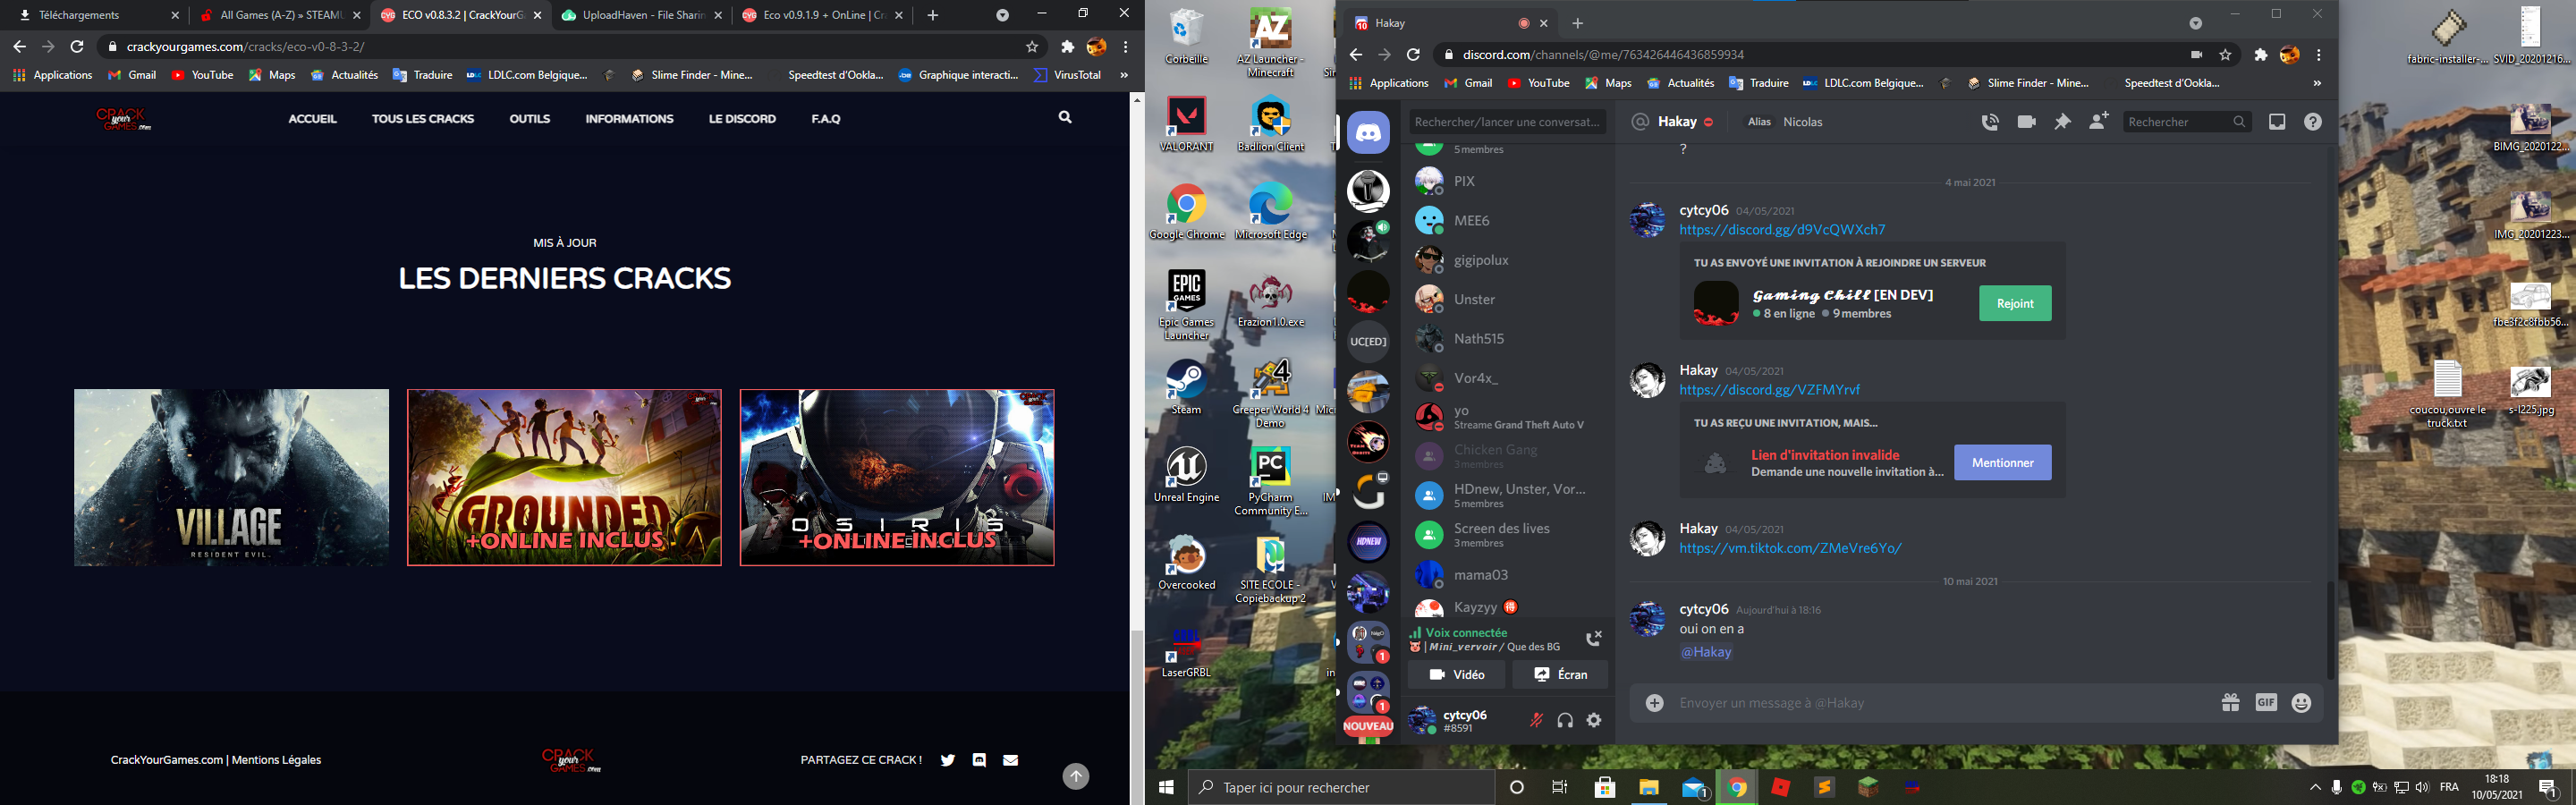 Téléchargements
All Games (A-Z) » STEAMU
ECO v0.8.3.2 | CrackYourG
UploadHaven - File Sharin
Eco v0.9.1.9 + OnLine | Cr
crackyourgames.com/cracks/eco-v0-8-3-2/
Applications
Gmail
YouTube
Maps
Actualités
Traduire
LDLC.com Belgique...
Slime Finder - Mine...
Speedtest d'Ookla...
Graphique interacti...
VirusTotal
»
CRACK
your
GAMES.com
ACCUEIL
TOUS LES CRACKS
OUTILS
INFORMATIONS
LE DISCORD
F.A.Q
MIS À JOUR
LES DERNIERS CRACKS
VILLAGE
RESIDENT EVIL
GROUNDED
+ONLINE INCLUS
OSIRIS
+ONLINE INCLUS
CrackYourGames.com | Mentions Légales
CRACK
your
GAMES.com
PARTAGEZ CE CRACK !
Corbeille
AZ Launcher -
Minecraft
VALORANT
Badlion Client
Google Chrome
Microsoft Edge
EPIC
GAMES
Epic Games
Launcher
Erazion1.0.exe
Steam
Creeper World 4
Demo
Unreal Engine
PC
PyCharm
Community E...
Overcooked
SITE ECOLE -
Copiebackup 2
GRBL
LaserGRBL
Hakay
discord.com/channels/@me/763426446436859934
Applications
Gmail
YouTube
Maps
Actualités
Traduire
LDLC.com Belgique...
Slime Finder - Mine...
Speedtest d'Ookla...
»
Rechercher/lancer une conversat...
5 membres
PIX
MEE6
gigipolux
Unster
Nath515
Vor4x_
yo
Streame Grand Theft Auto V
Chicken Gang
3 membres
HDnew, Unster, Vor...
5 membres
Screen des lives
3 membres
mama03
Kayzyy
UC[ED]
HDNEW
1
1
NOUVEAU
Voix connectée
| Mini_vervoir / Que des BG
Vidéo
Écran
cytcy06
#8591
Hakay
Alias
Nicolas
Rechercher
?
4 mai 2021
cytcy06 04/05/2021
https://discord.gg/d9VcQWXch7
TU AS ENVOYÉ UNE INVITATION À REJOINDRE UN SERVEUR
Gaming Chill [EN DEV]
8 en ligne 9 membres
Rejoint
Hakay 04/05/2021
https://discord.gg/VZFMYrvf
TU AS REÇU UNE INVITATION, MAIS...
Lien d'invitation invalide
Demande une nouvelle invitation à...
Mentionner
Hakay 04/05/2021
https://vm.tiktok.com/ZMeVre6Yo/
10 mai 2021
cytcy06 Aujourd'hui à 18:16
oui on en a
@Hakay
Envoyer un message à @Hakay
GIF
fabric-installer-...
SVID_20201216...
BIMG_2020122...
IMG_20201223...
fbe3f2c8fbb56...
coucou,ouvre le
truck.txt
s-l225.jpg
Taper ici pour rechercher
1
FRA
18:18
10/05/2021
1